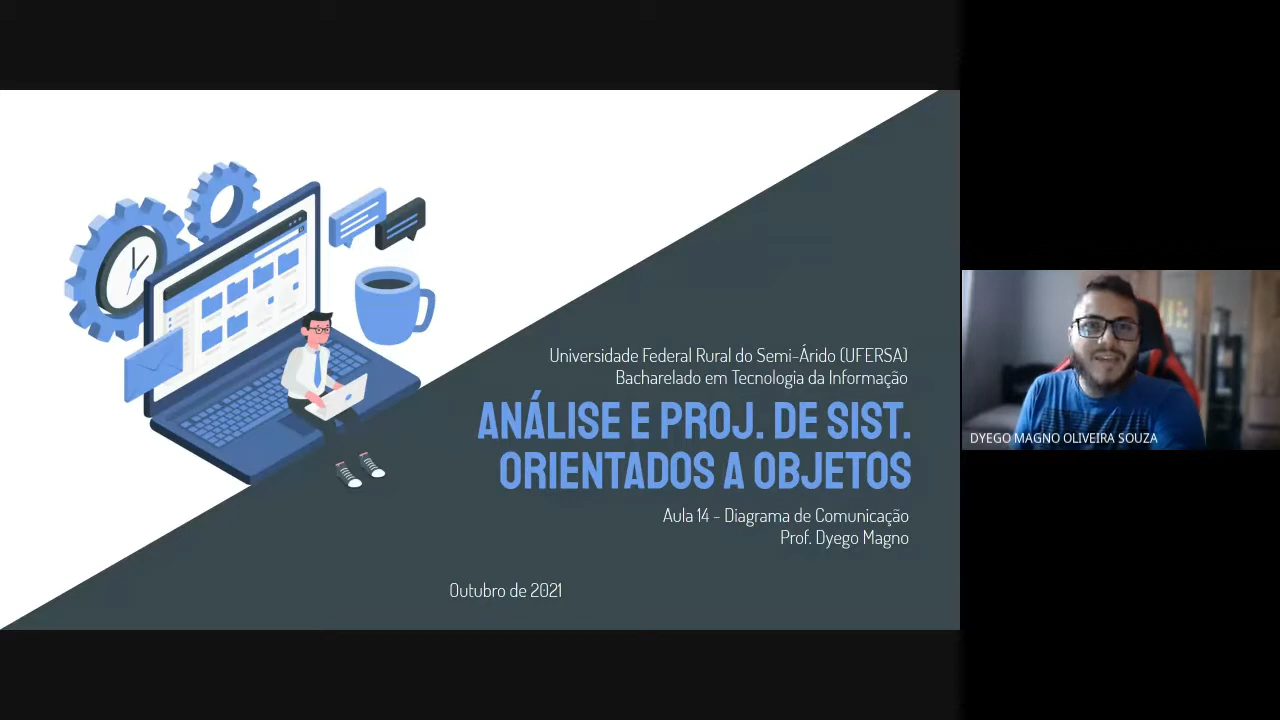 Universidade Federal Rural do Semi-Árido (UFERSA)
Bacharelado em Tecnologia da Informação
ANÁLISE E PROJ. DE SIST.
ORIENTADOS A OBJETOS
Aula 14 - Diagrama de Comunicação
Prof. Dyego Magno
Outubro de 2021
DYEGO MAGNO OLIVEIRA SOUZA